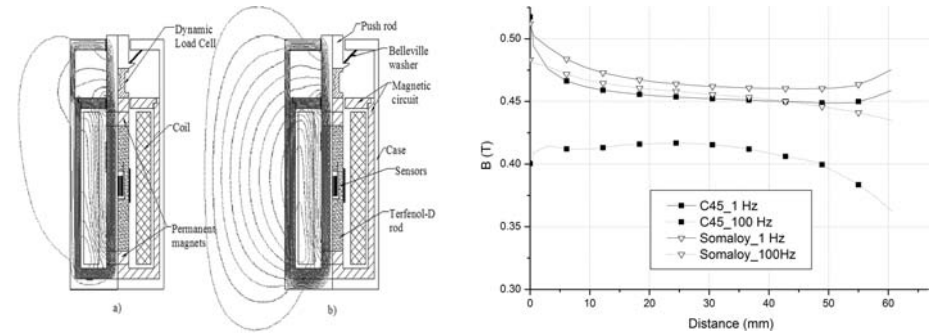 Dynamic
Load Cell
Coil
Permanent
magnets
a)
Push rod
Belleville
washer
Magnetic
circuit
Case
Sensors
Terfenol-D
rod
b)
B (T)
0.50
0.45
0.40
0.35
0.30
0 10 20 30 40 50 60
Distance (mm)
C45_1 Hz
C45_100 Hz
Somaloy_1 Hz
Somaloy_100Hz